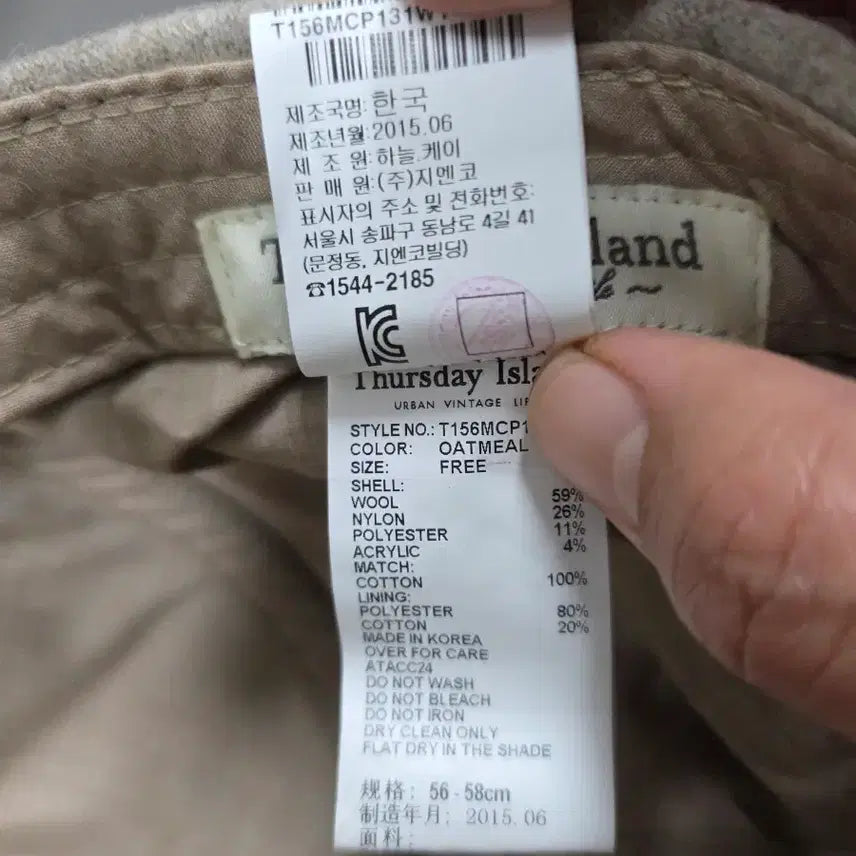 T156MCP131W
제조국명: 한국
제조년월: 2015.06
제 조 원: 하늘.케이
판 매 원: (주)지엔코
표시자의 주소 및 전화번호:
서울시 송파구 동남로 4길 41
(문정동, 지엔코빌딩)
☎1544-2185
land
Thursday Isla
URBAN VINTAGE
STYLE NO.: T156MCP1
COLOR: OATMEAL
SIZE: FREE
SHELL:
WOOL 59%
NYLON 26%
POLYESTER 11%
ACRYLIC 4%
MATCH:
COTTON 100%
LINING:
POLYESTER 80%
COTTON 20%
MADE IN KOREA
OVER FOR CARE
ATACC24
DO NOT WASH
DO NOT BLEACH
DO NOT IRON
DRY CLEAN ONLY
FLAT DRY IN THE SHADE
规格: 56-58cm
制造年月: 2015.06
面料: